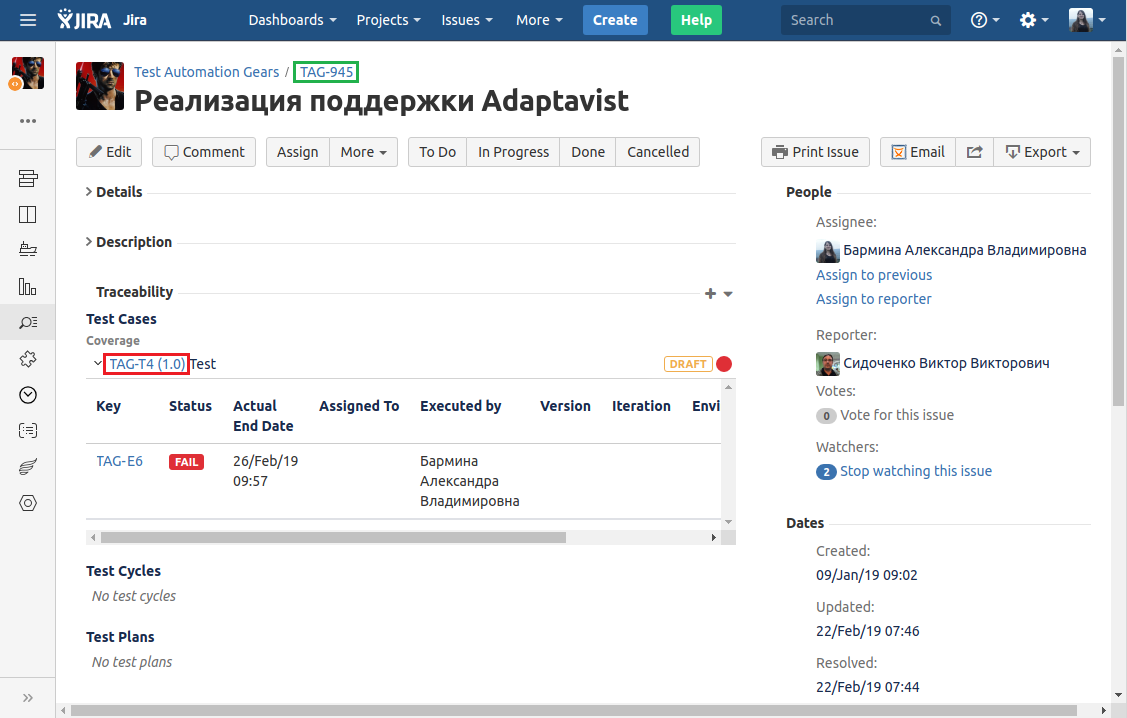 JIRA Jira Dashboards Projects Issues More Create Help Search
Test Automation Gears / TAG-945
Реализация поддержки Adaptavist
Edit Comment Assign More To Do In Progress Done Cancelled Print Issue Email Export
Details
Description
Traceability
Test Cases
Coverage
TAG-T4 (1.0) Test DRAFT
Key Status Actual End Date Assigned To Executed by Version Iteration Envi
TAG-E6 FAIL 26/Feb/19 09:57 Бармина Александра Владимировна
Test Cycles
No test cycles
Test Plans
No test plans
People
Assignee:
Бармина Александра Владимировна
Assign to previous
Assign to reporter
Reporter:
Сидоченко Виктор Викторович
Votes:
0 Vote for this issue
Watchers:
2 Stop watching this issue
Dates
Created:
09/Jan/19 09:02
Updated:
22/Feb/19 07:46
Resolved:
22/Feb/19 07:44